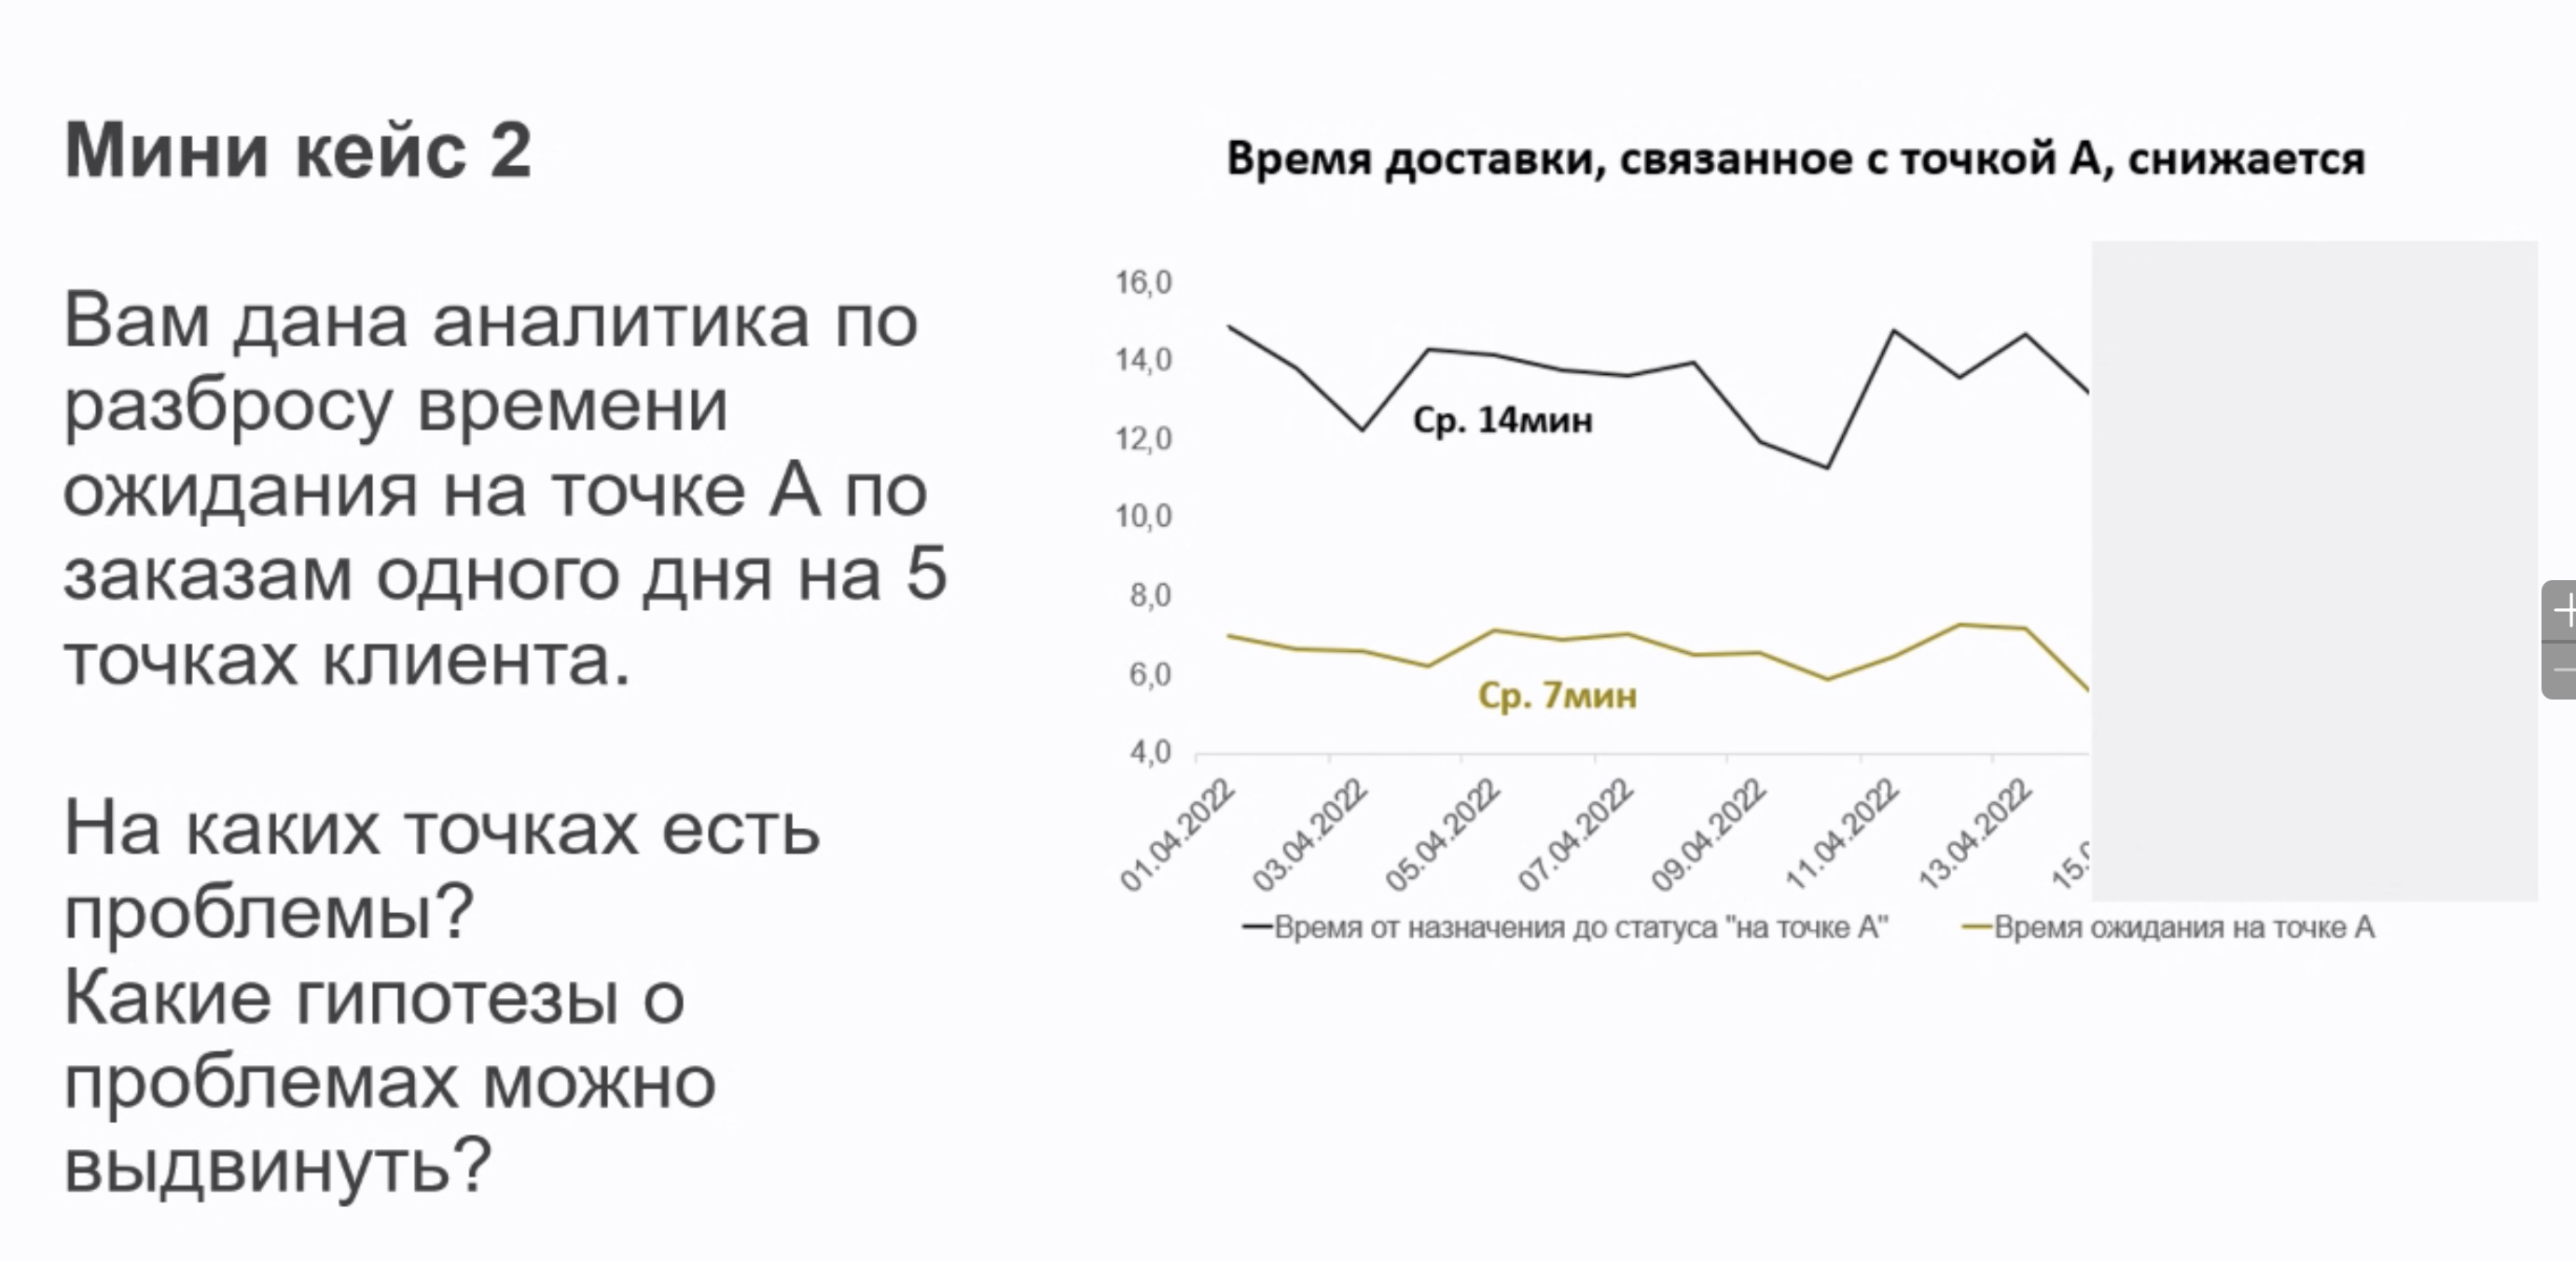 Мини кейс 2
Вам дана аналитика по
разбросу времени
ожидания на точке А по
заказам одного дня на 5
точках клиента.
На каких точках есть
проблемы?
Какие гипотезы о
проблемах можно
выдвинуть?
Время доставки, связанное с точкой А, снижается
16,0
14,0
12,0
10,0
8,0
6,0
4,0
Ср. 14мин
Ср. 7мин
01.04.2022
03.04.2022
05.04.2022
07.04.2022
09.04.2022
11.04.2022
13.04.2022
15.
Время от назначения до статуса "на точке А"
Время ожидания на точке А